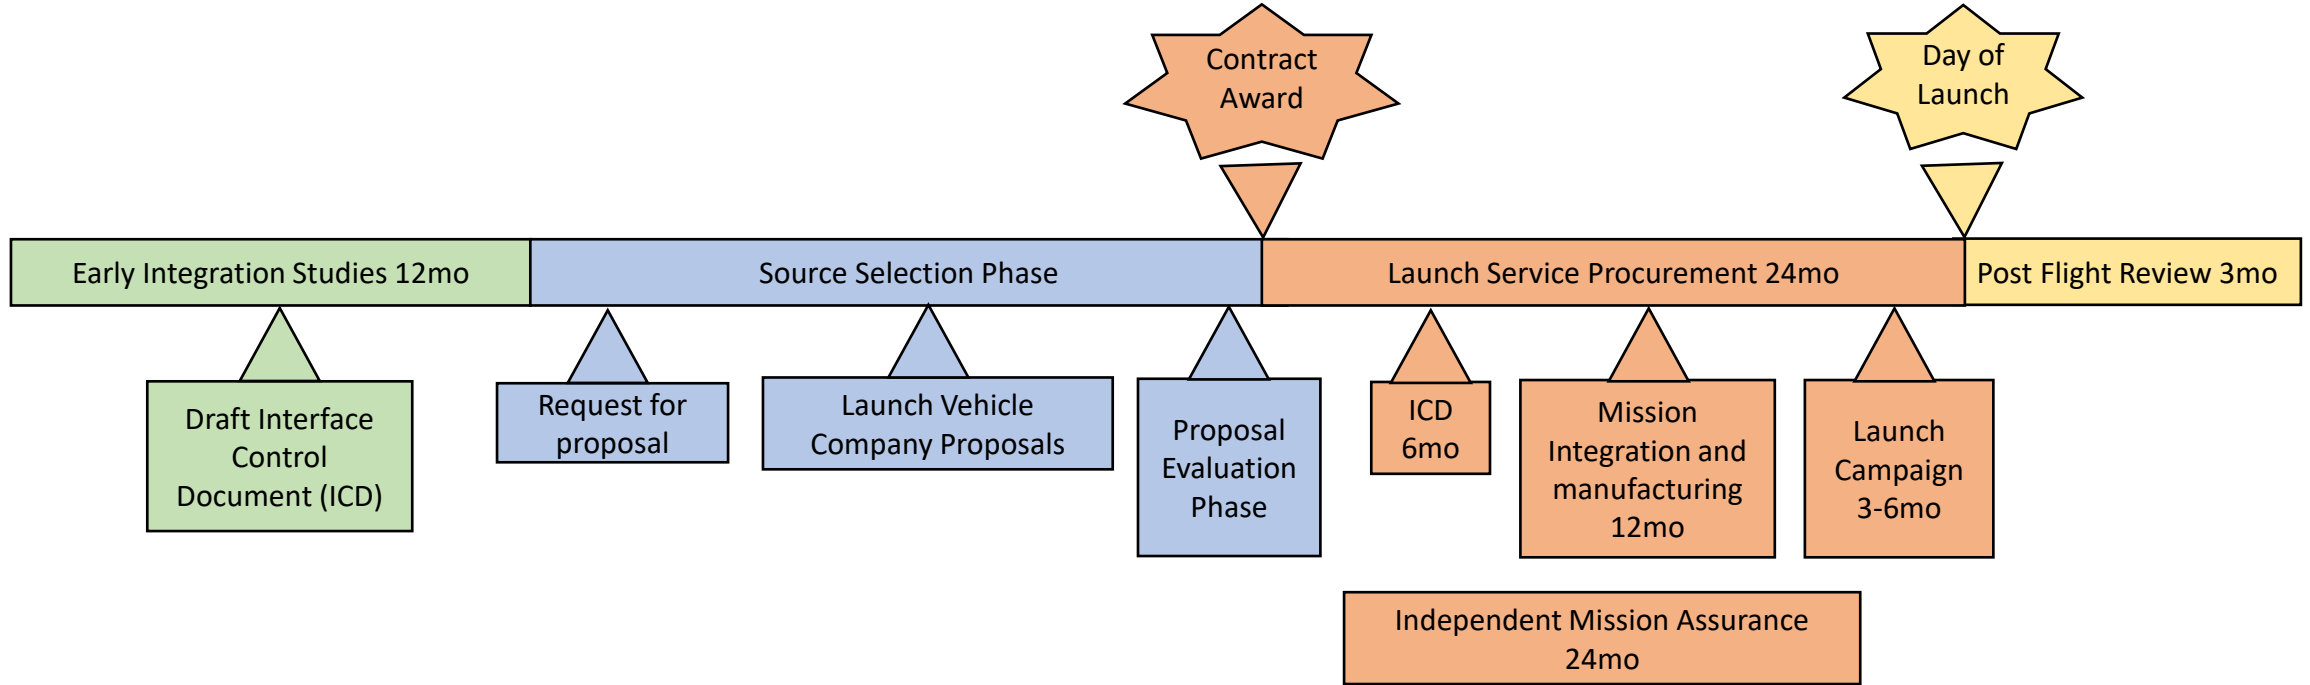 Contract
Award
Day of
Launch
Early Integration Studies 12mo
Source Selection Phase
Launch Service Procurement 24mo
Post Flight Review 3mo
Draft Interface
Control
Document (ICD)
Request for
proposal
Launch Vehicle
Company Proposals
Proposal
Evaluation
Phase
ICD
6mo
Mission
Integration and
manufacturing
12mo
Launch
Campaign
3-6mo
Independent Mission Assurance
24mo